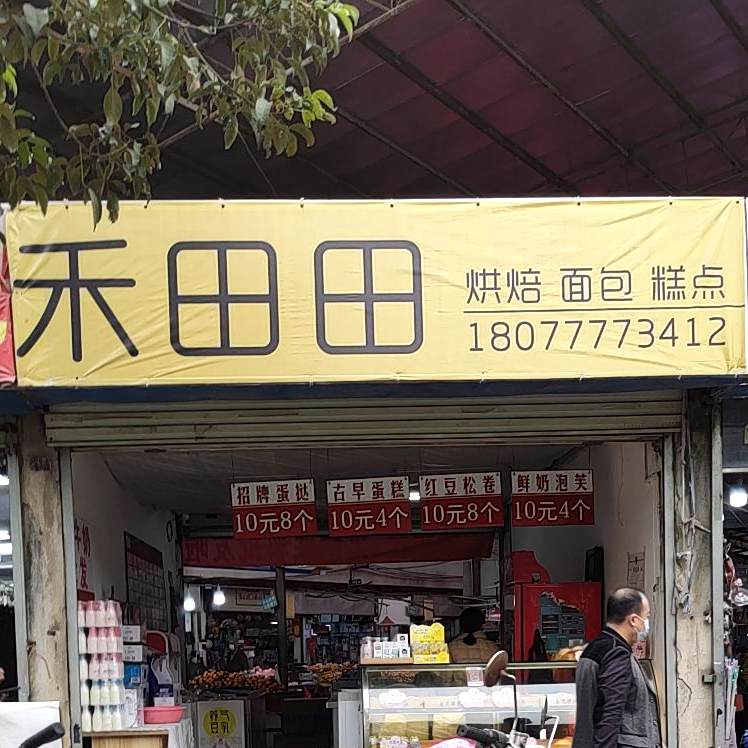 禾田田
烘焙 面包 糕点
18077773412
招牌蛋挞
10元8个
古早蛋糕
10元4个
红豆松卷
10元8个
鲜奶泡芙
10元4个